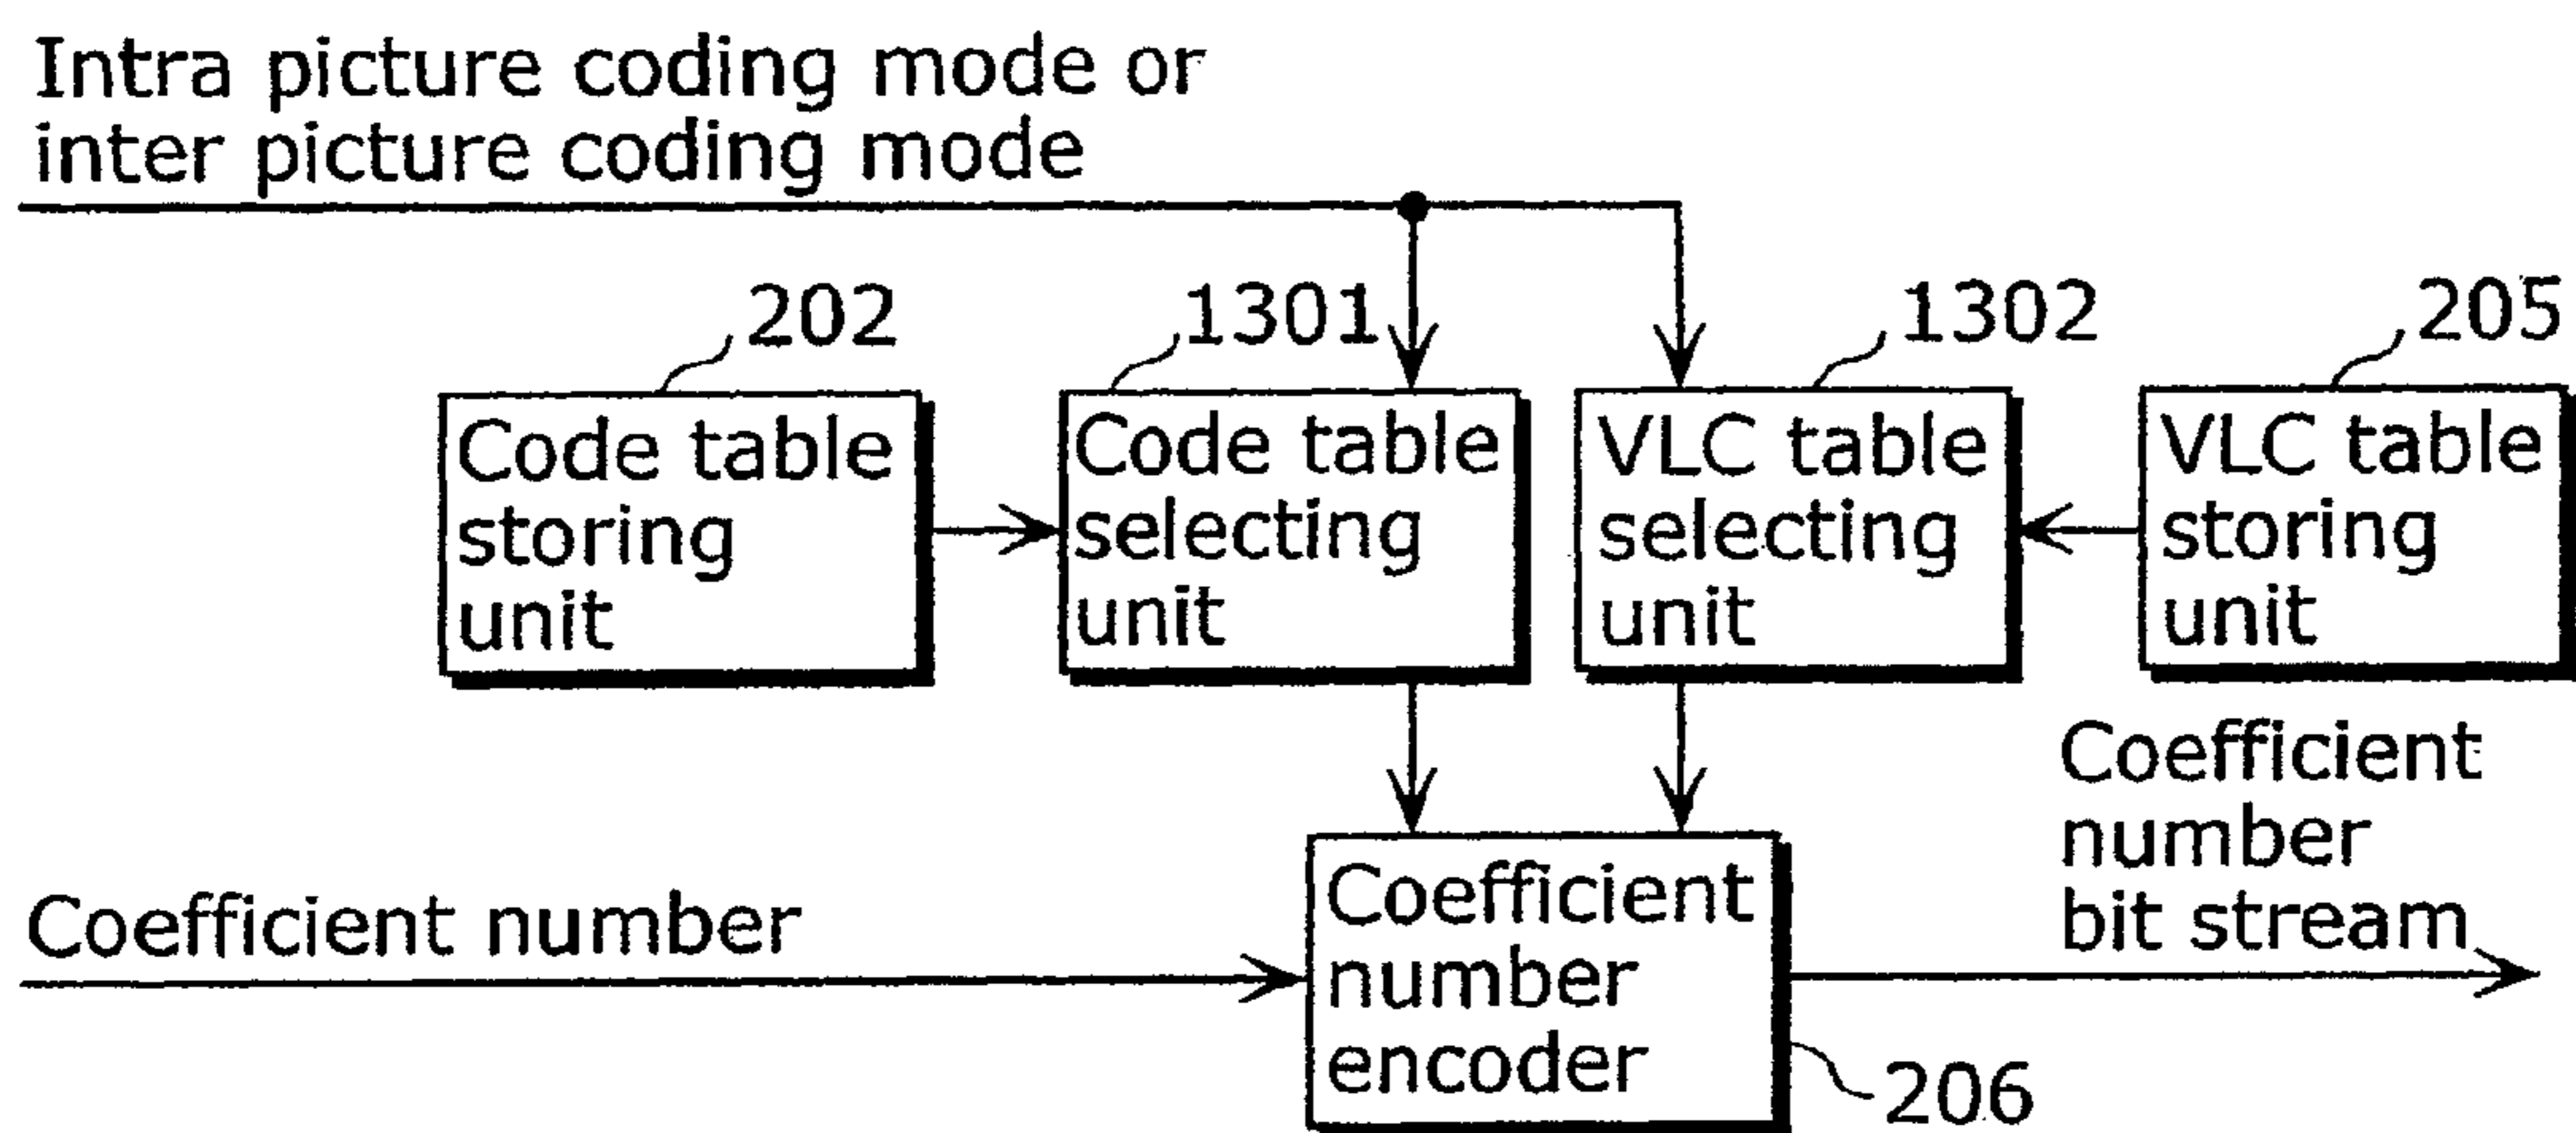 Intra picture coding mode or
inter picture coding mode
202
1301
1302
205
Code table
storing
unit
Code table
selecting
unit
VLC table
selecting
unit
VLC table
storing
unit
Coefficient
number
bit stream
Coefficient number
Coefficient
number
encoder
206